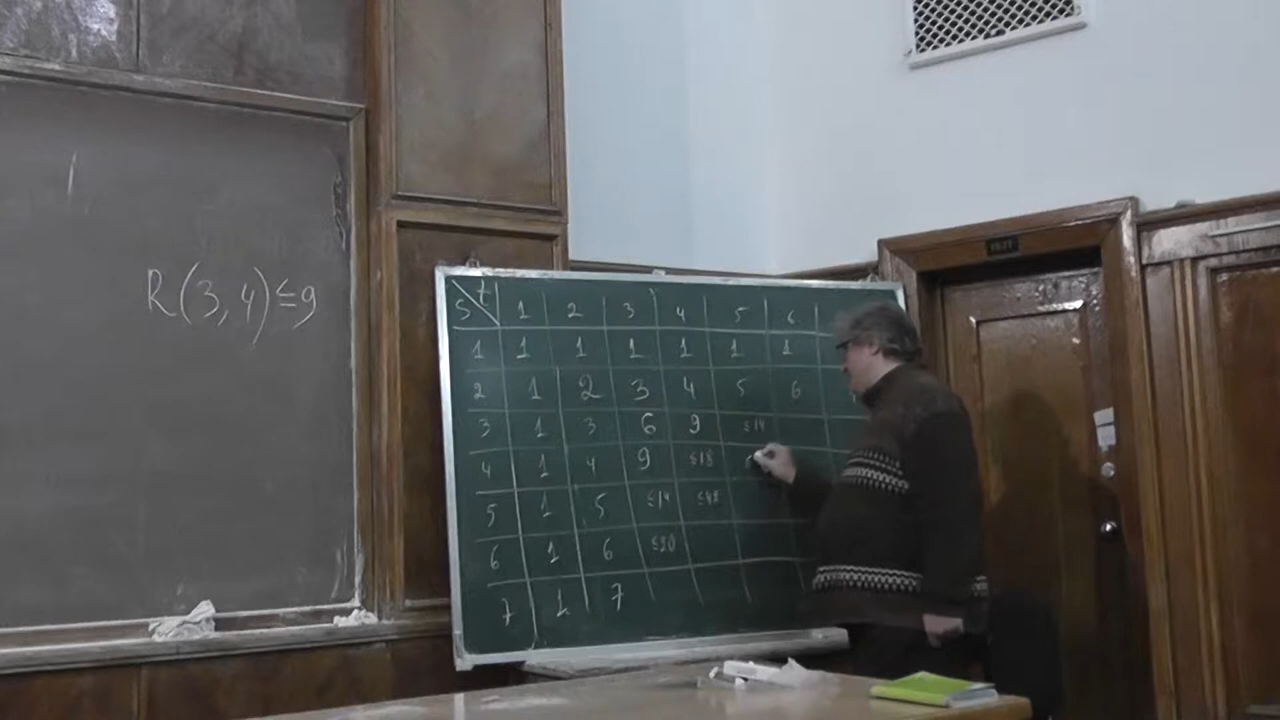 R(3,4)≤9
s t 1 2 3 4 5 6
1 1 1 1 1 1 1
2 1 2 3 4 5 6
3 1 3 6 9 ≤14
4 1 4 9 ≤18
5 1 5 ≤14
6 1 6 ≤20
7 1 7